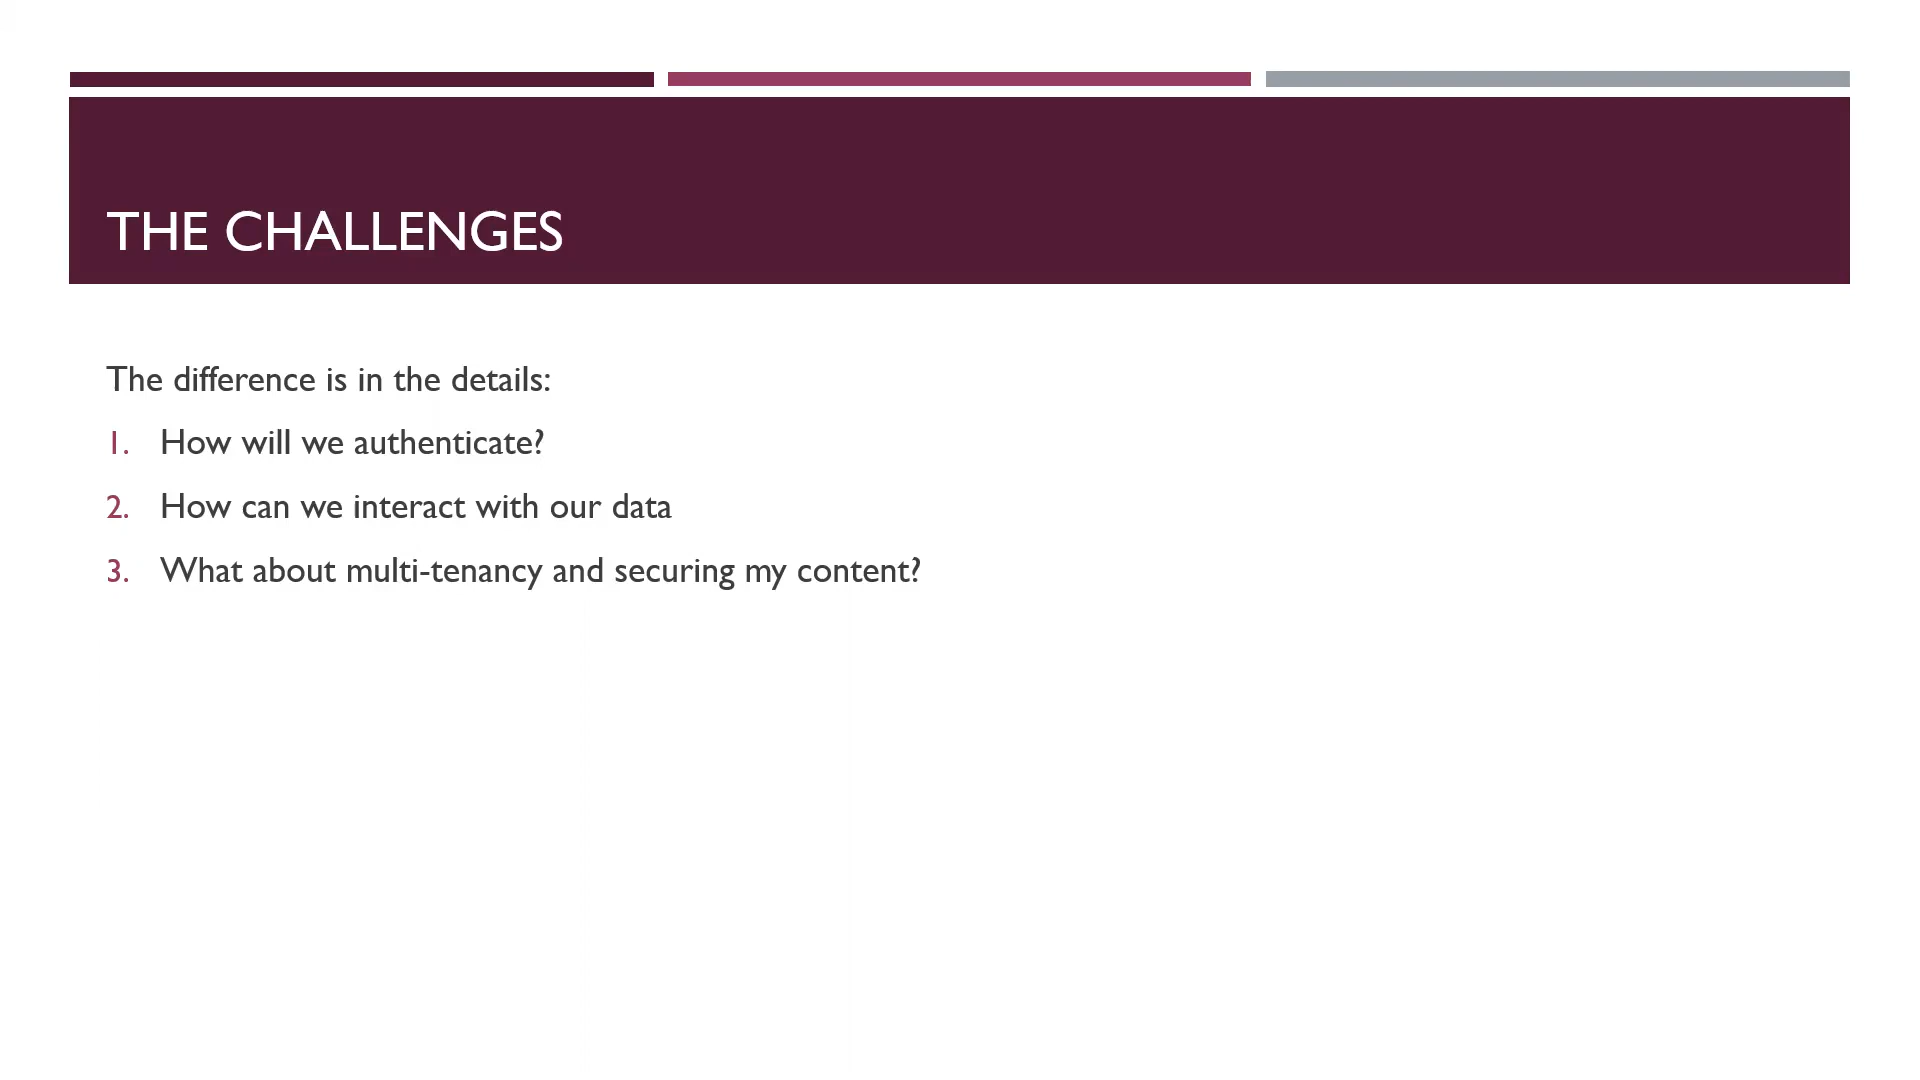 THE CHALLENGES
The difference is in the details:
1. How will we authenticate?
2. How can we interact with our data
3. What about multi-tenancy and securing my content?